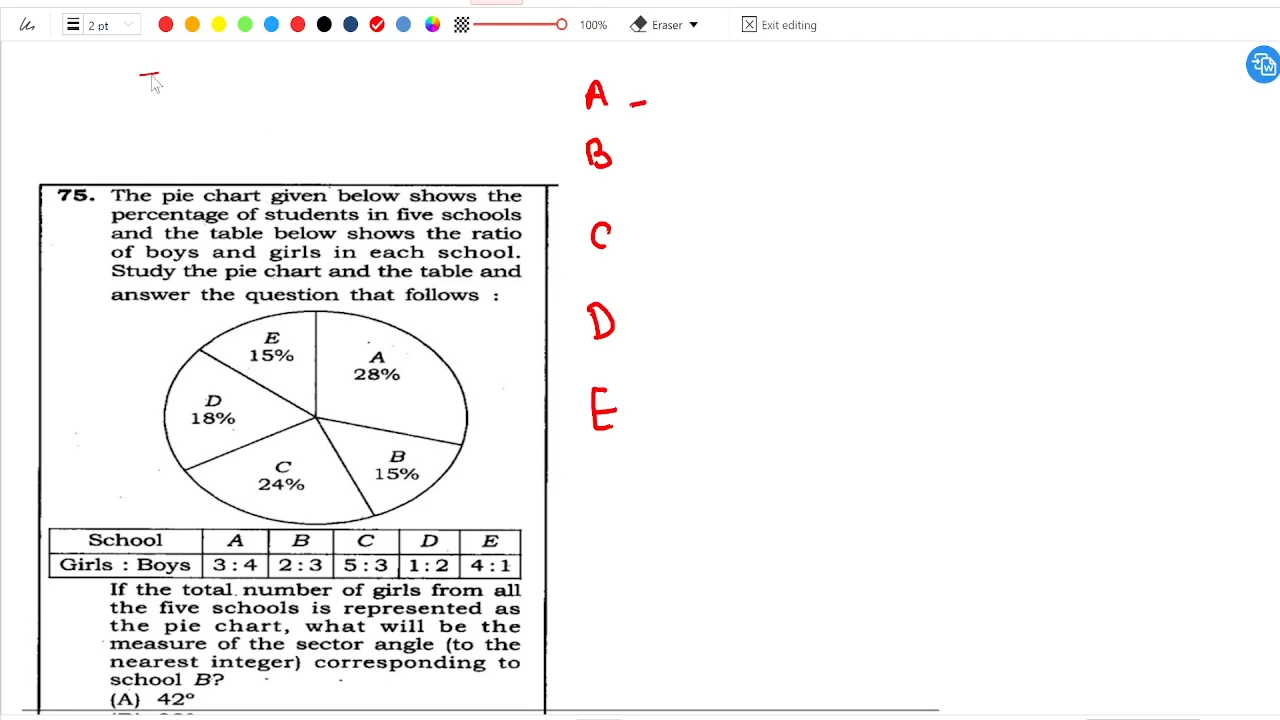 2 pt
100%
Eraser
Exit editing
A -
B
C
D
E
75. The pie chart given below shows the
percentage of students in five schools
and the table below shows the ratio
of boys and girls in each school.
Study the pie chart and the table and
answer the question that follows :
E
15%
A
28%
D
18%
B
15%
C
24%
School A B C D E
Girls : Boys 3 : 4 2 : 3 5 : 3 1 : 2 4 : 1
If the total number of girls from all
the five schools is represented as
the pie chart, what will be the
measure of the sector angle (to the
nearest integer) corresponding to
school B?
(A) 42°